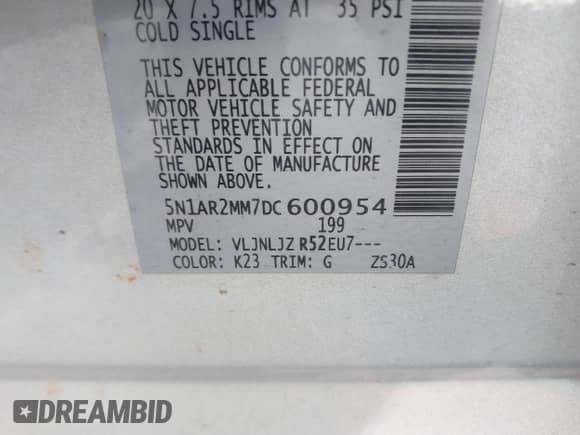 20 X 7.5 RIMS AT 35 PSI
COLD SINGLE
THIS VEHICLE CONFORMS TO
ALL APPLICABLE FEDERAL
MOTOR VEHICLE SAFETY AND
THEFT PREVENTION
STANDARDS IN EFFECT ON
THE DATE OF MANUFACTURE
SHOWN ABOVE.
5N1AR2MM7DC600954
MPV 199
MODEL: VLJNLJZ R52EU7---
COLOR: K23 TRIM: G ZS30A
DREAMBID